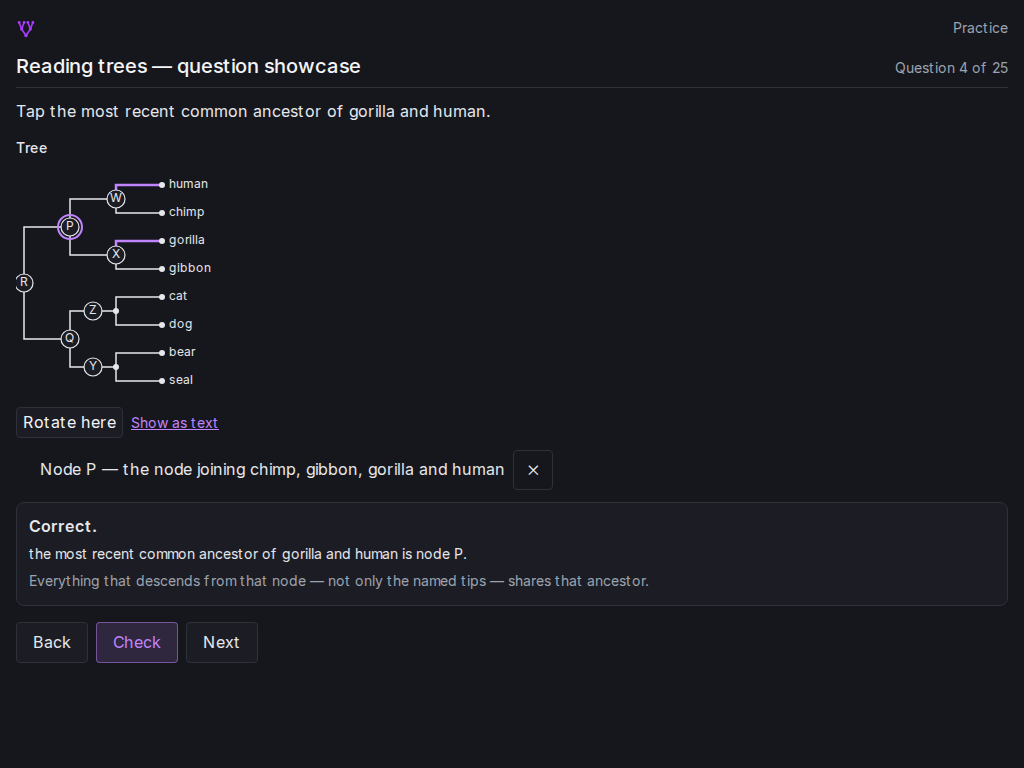 Practice
Reading trees — question showcase
Question 4 of 25
Tap the most recent common ancestor of gorilla and human.
Tree
human
W
chimp
P
gorilla
X
gibbon
R
cat
Z
dog
Q
bear
Y
seal
Rotate here Show as text
Node P — the node joining chimp, gibbon, gorilla and human ×
Correct.
the most recent common ancestor of gorilla and human is node P.
Everything that descends from that node — not only the named tips — shares that ancestor.
Back Check Next